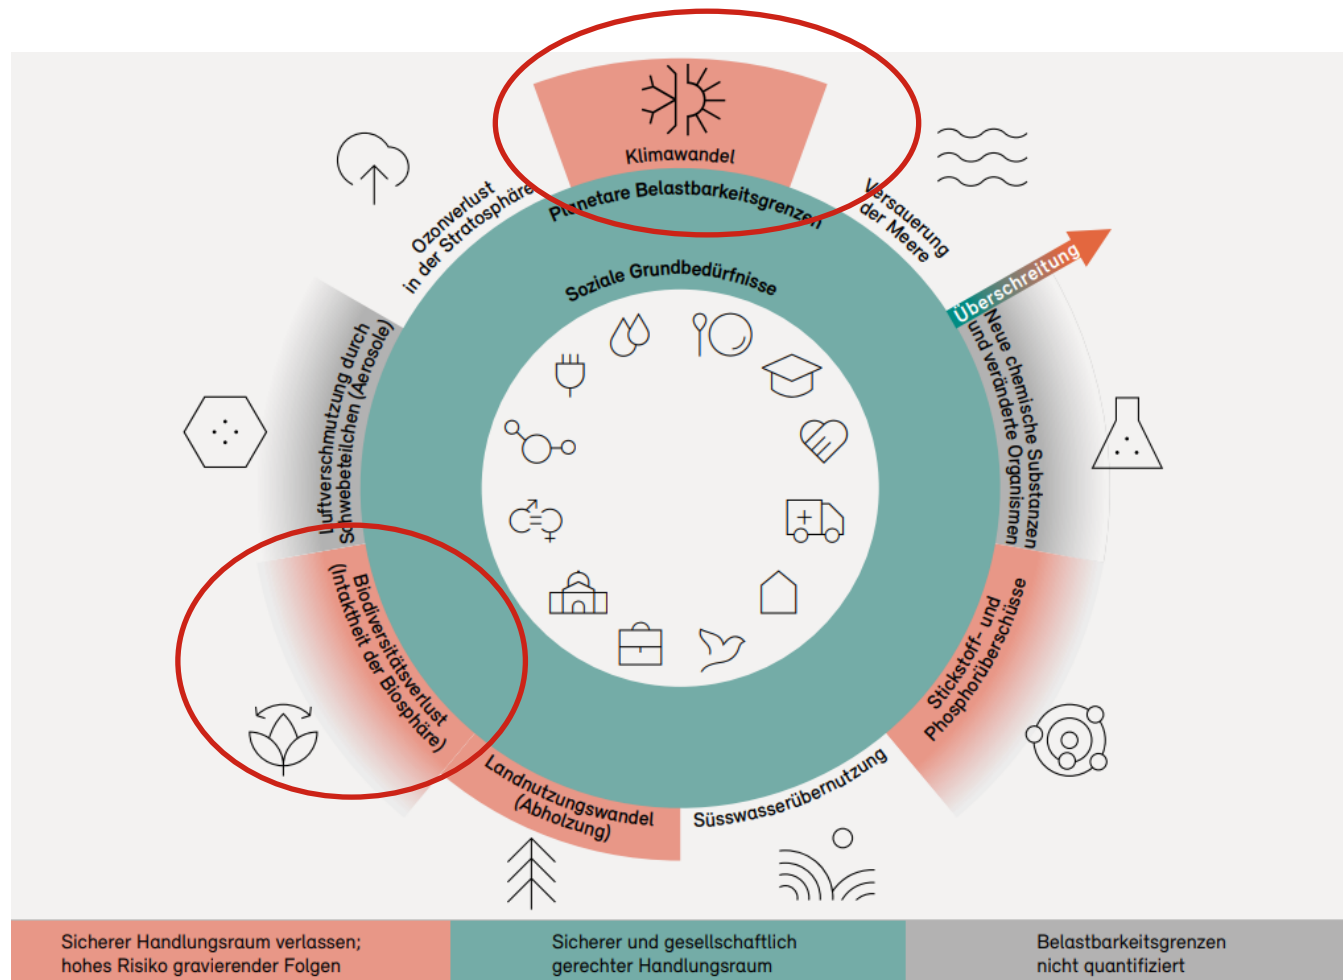 Klimawandel
Planetare Belastbarkeitsgrenzen
Soziale Grundbedürfnisse
Ozonverlust
in der Stratosphäre
Versauerung
der Meere
Überschreitung
Neue chemische Substanzen
und veränderte Organismen
Luftverschmutzung durch
Schwebeteilchen (Aerosole)
Biodiversitätsverlust
(Intaktheit der Biosphäre)
Stickstoff- und
Phosphorüberschüsse
Landnutzungswandel
(Abholzung)
Süsswasserübernutzung
Sicherer Handlungsraum verlassen;
hohes Risiko gravierender Folgen
Sicherer und gesellschaftlich
gerechter Handlungsraum
Belastbarkeitsgrenzen
nicht quantifiziert